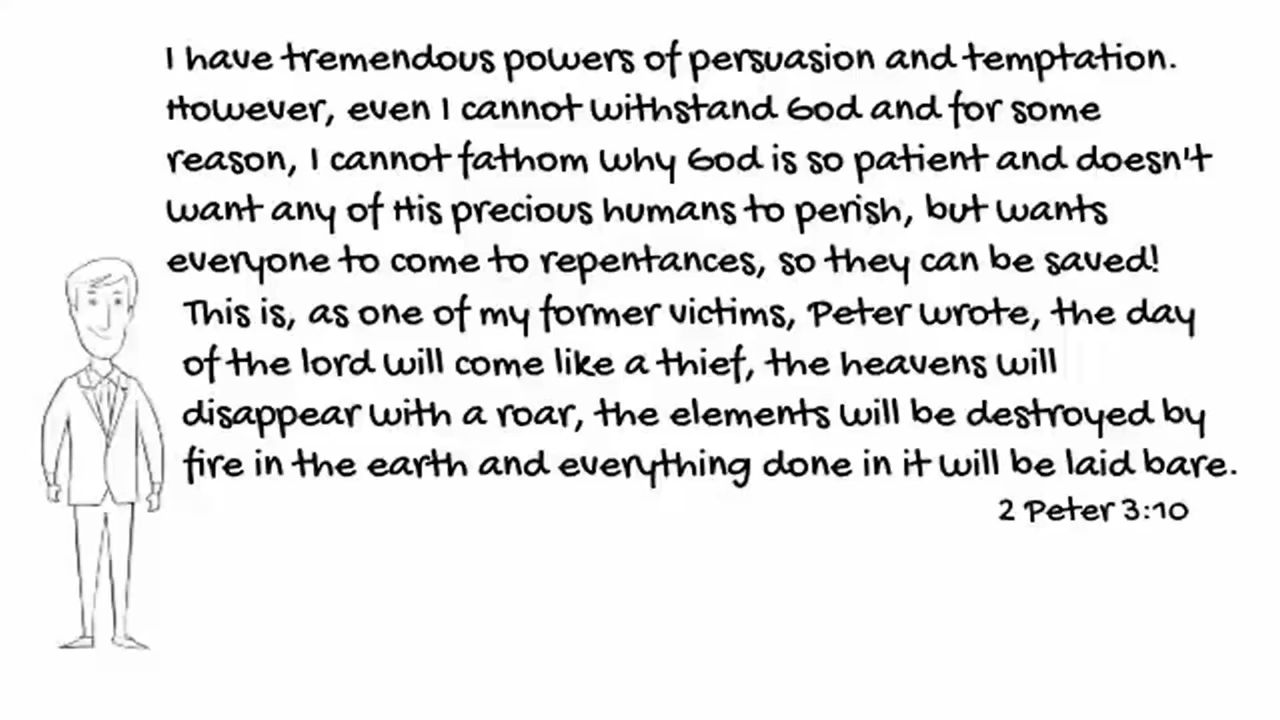 I have tremendous powers of persuasion and temptation.
However, even I cannot withstand God and for some
reason, I cannot fathom why God is so patient and doesn't
want any of His precious humans to perish, but wants
everyone to come to repentances, so they can be saved!
This is, as one of my former victims, Peter wrote, the day
of the lord will come like a thief, the heavens will
disappear with a roar, the elements will be destroyed by
fire in the earth and everything done in it will be laid bare.
2 Peter 3:10